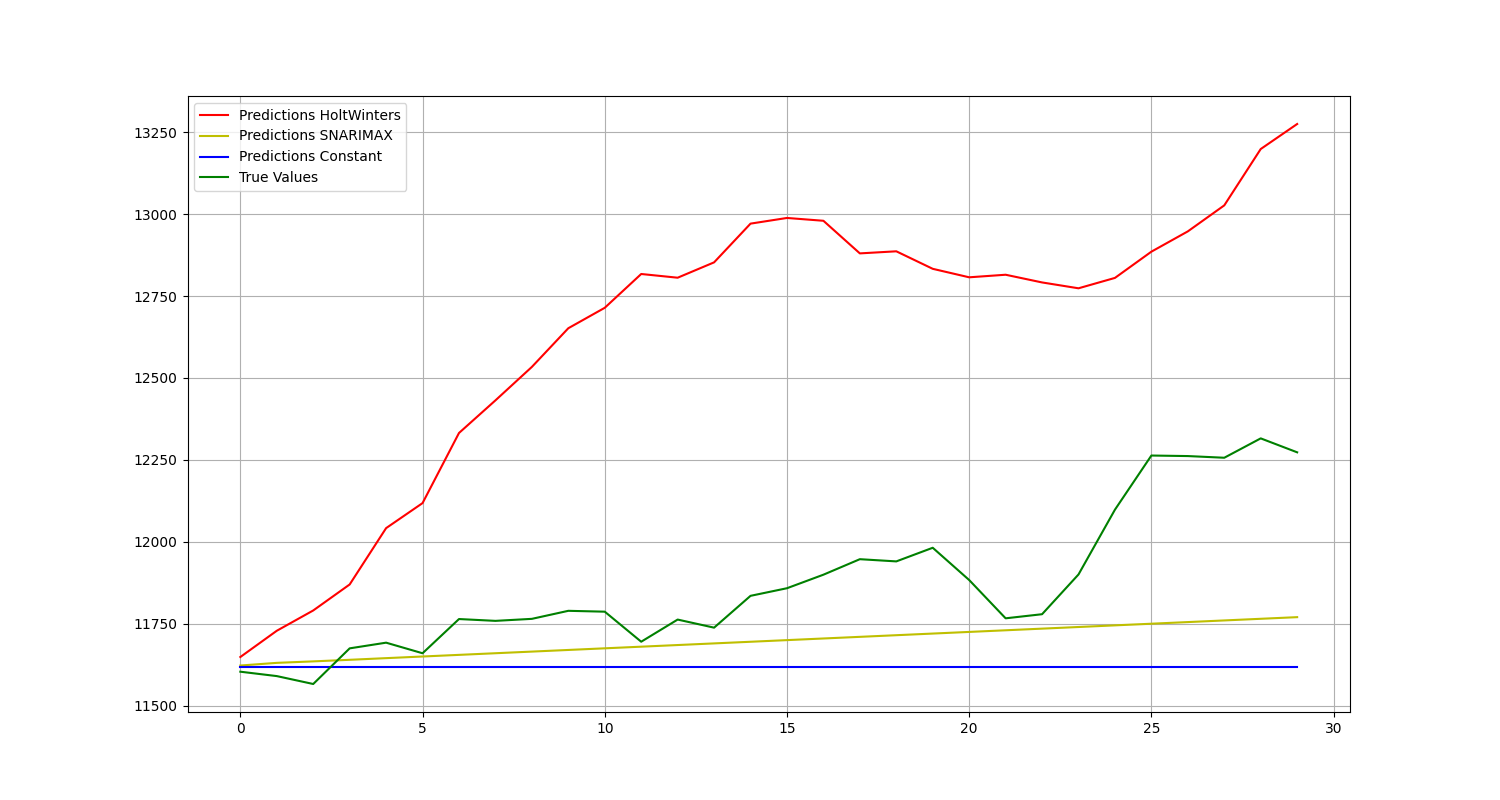 Predictions HoltWinters
Predictions SNARIMAX
Predictions Constant
True Values
13250
13000
12750
12500
12250
12000
11750
11500
0 5 10 15 20 25 30